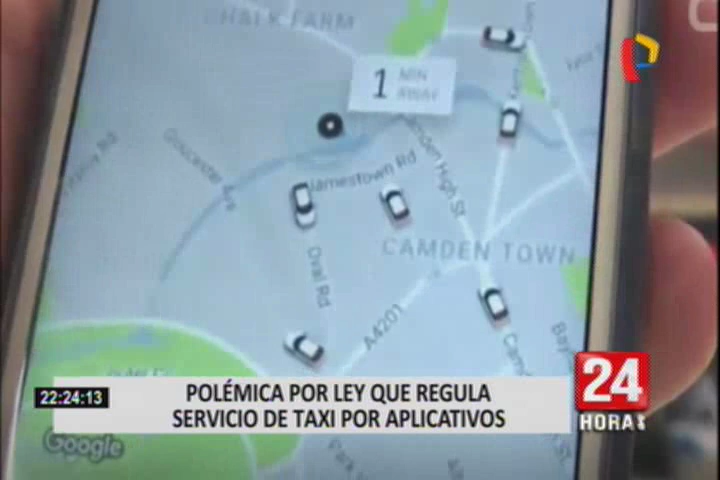 CHALK FARM
1 MIN
AWAY
Gloucester Ave
Jamestown Rd
Camden High St
CAMDEN TOWN
Oval Rd
A4201
22:24:13
POLÉMICA POR LEY QUE REGULA
SERVICIO DE TAXI POR APLICATIVOS
24
HORAS
Google